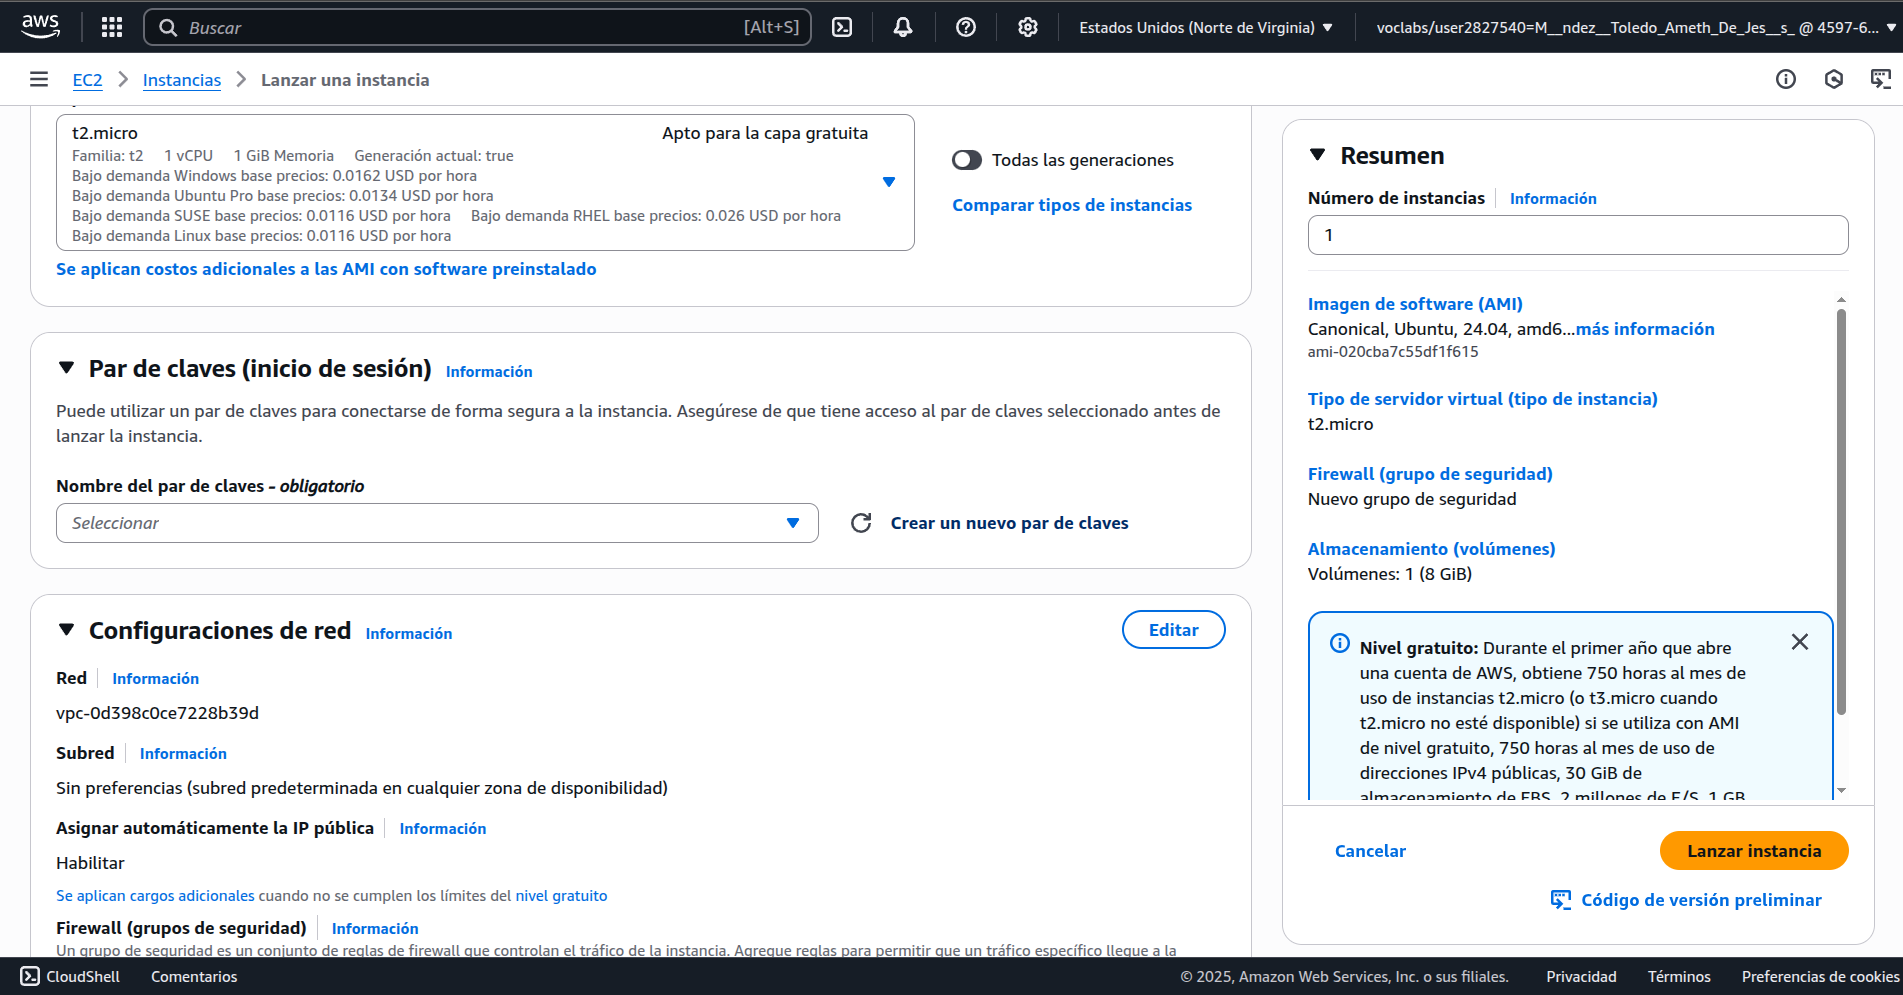 aws
Buscar
[Alt+S]
Estados Unidos (Norte de Virginia)
voclabs/user2827540=M__ndez__Toledo_Ameth_De_Jes__s_ @ 4597-6...
EC2
Instancias
Lanzar una instancia
t2.micro
Apto para la capa gratuita
Familia: t2 1 vCPU 1 GiB Memoria Generación actual: true
Bajo demanda Windows base precios: 0.0162 USD por hora
Bajo demanda Ubuntu Pro base precios: 0.0134 USD por hora
Bajo demanda SUSE base precios: 0.0116 USD por hora Bajo demanda RHEL base precios: 0.026 USD por hora
Bajo demanda Linux base precios: 0.0116 USD por hora
Todas las generaciones
Comparar tipos de instancias
Se aplican costos adicionales a las AMI con software preinstalado
Par de claves (inicio de sesión) Información
Puede utilizar un par de claves para conectarse de forma segura a la instancia. Asegúrese de que tiene acceso al par de claves seleccionado antes de
lanzar la instancia.
Nombre del par de claves – obligatorio
Seleccionar
Crear un nuevo par de claves
Configuraciones de red Información
Editar
Red Información
vpc-0d398c0ce7228b39d
Subred Información
Sin preferencias (subred predeterminada en cualquier zona de disponibilidad)
Asignar automáticamente la IP pública Información
Habilitar
Se aplican cargos adicionales cuando no se cumplen los límites del nivel gratuito
Firewall (grupos de seguridad) Información
Un grupo de seguridad es un conjunto de reglas de firewall que controlan el tráfico de la instancia. Agregue reglas para permitir que un tráfico específico llegue a la
Resumen
Número de instancias Información
1
Imagen de software (AMI)
Canonical, Ubuntu, 24.04, amd6...más información
ami-020cba7c55df1f615
Tipo de servidor virtual (tipo de instancia)
t2.micro
Firewall (grupo de seguridad)
Nuevo grupo de seguridad
Almacenamiento (volúmenes)
Volúmenes: 1 (8 GiB)
Nivel gratuito: Durante el primer año que abre
una cuenta de AWS, obtiene 750 horas al mes de
uso de instancias t2.micro (o t3.micro cuando
t2.micro no esté disponible) si se utiliza con AMI
de nivel gratuito, 750 horas al mes de uso de
direcciones IPv4 públicas, 30 GiB de
almacenamiento de EBS, 2 millones de E/S, 1 GB
Cancelar
Lanzar instancia
Código de versión preliminar
CloudShell
Comentarios
© 2025, Amazon Web Services, Inc. o sus filiales.
Privacidad
Términos
Preferencias de cookies